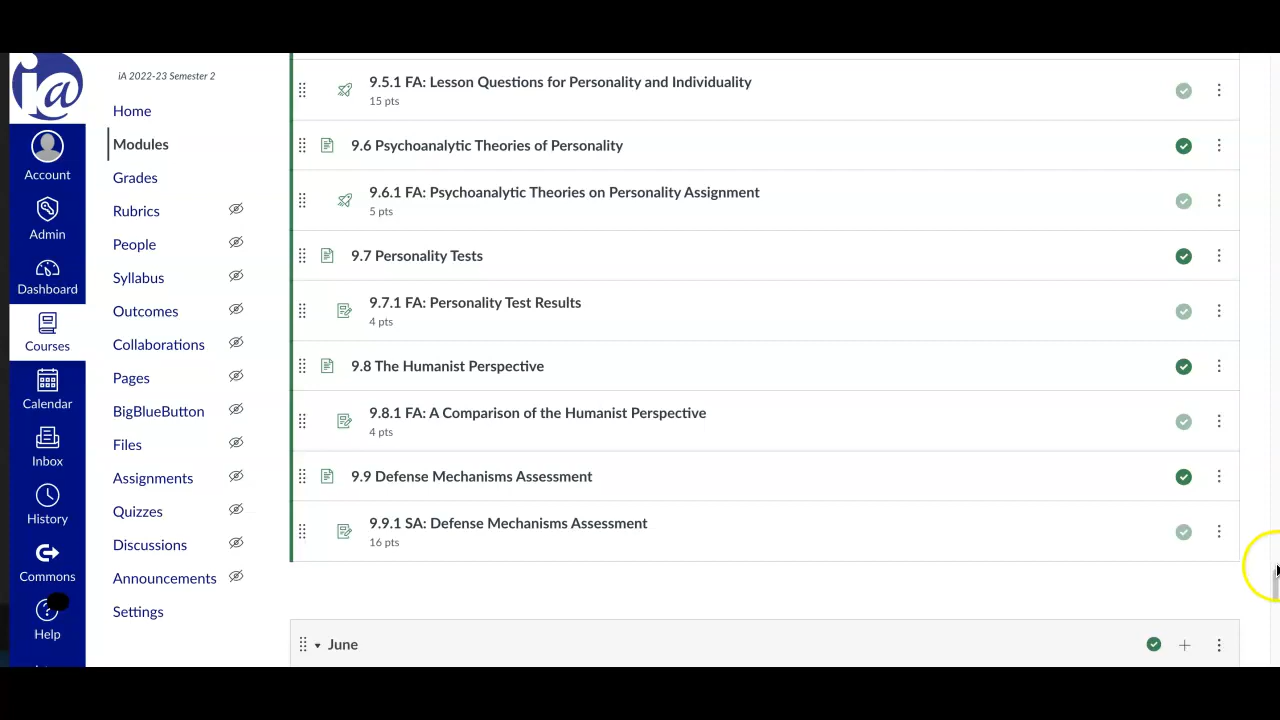 ia
Account
Admin
Dashboard
Courses
Calendar
Inbox
History
Commons
Help
iA 2022-23 Semester 2
Home
Modules
Grades
Rubrics
People
Syllabus
Outcomes
Collaborations
Pages
BigBlueButton
Files
Assignments
Quizzes
Discussions
Announcements
Settings
9.5.1 FA: Lesson Questions for Personality and Individuality
15 pts
9.6 Psychoanalytic Theories of Personality
9.6.1 FA: Psychoanalytic Theories on Personality Assignment
5 pts
9.7 Personality Tests
9.7.1 FA: Personality Test Results
4 pts
9.8 The Humanist Perspective
9.8.1 FA: A Comparison of the Humanist Perspective
4 pts
9.9 Defense Mechanisms Assessment
9.9.1 SA: Defense Mechanisms Assessment
16 pts
June